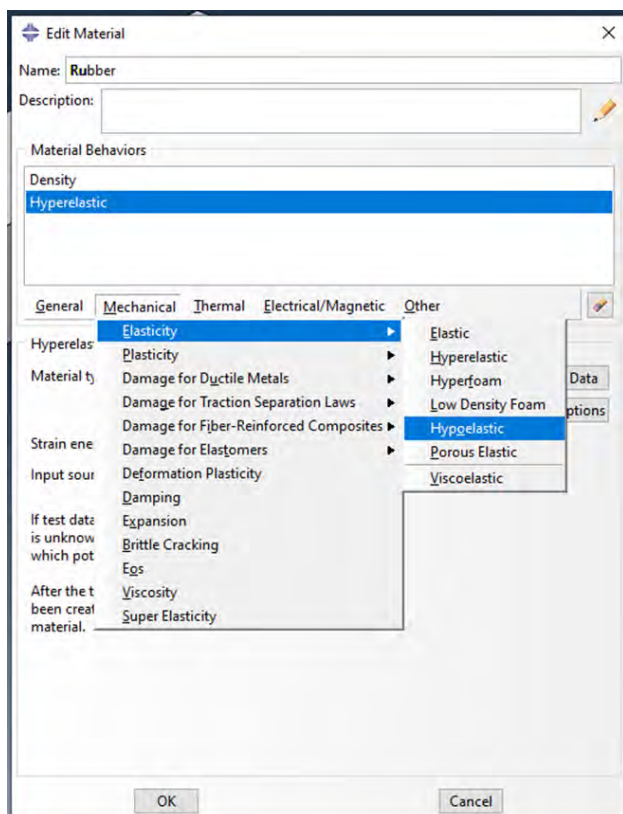 Edit Material
Name: Rubber
Description:
Material Behaviors
Density
Hyperelastic
General Mechanical Thermal Electrical/Magnetic Other
Elasticity
Plasticity
Damage for Ductile Metals
Damage for Traction Separation Laws
Damage for Fiber-Reinforced Composites
Damage for Elastomers
Deformation Plasticity
Damping
Expansion
Brittle Cracking
Eos
Viscosity
Super Elasticity
Elastic
Hyperelastic
Hyperfoam
Low Density Foam
Hypoelastic
Porous Elastic
Viscoelastic
Hyperelas
Material ty
Data
ptions
Strain ene
Input sour
If test data
is unknow
which pot
After the t
been creat
material.
OK Cancel